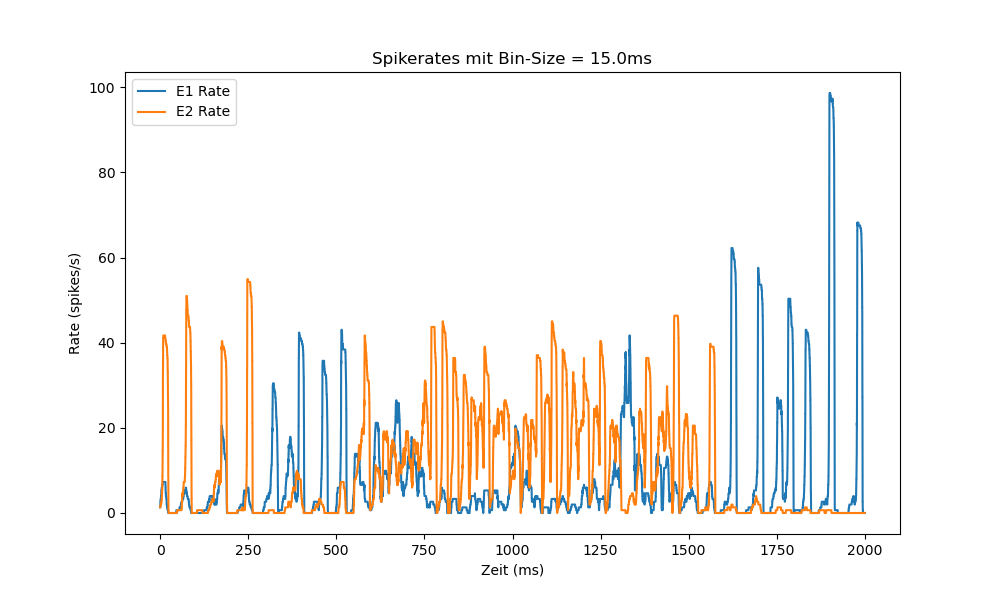 Spikerates mit Bin-Size = 15.0ms
E1 Rate
E2 Rate
100
80
60
40
20
0
Rate (spikes/s)
0 250 500 750 1000 1250 1500 1750 2000
Zeit (ms)